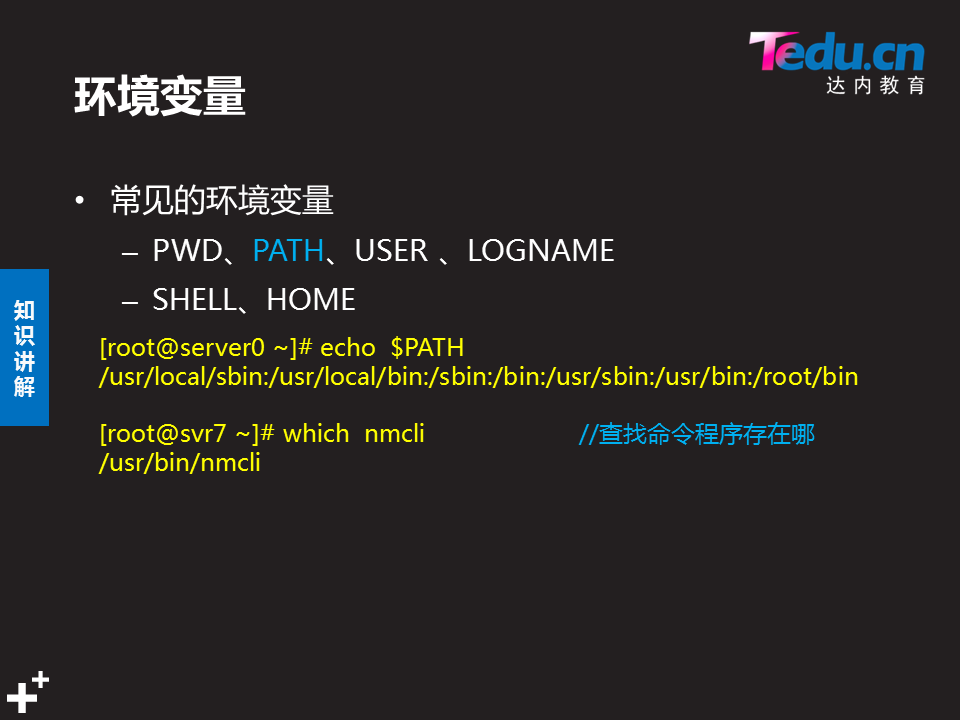 Tedu.cn
达内教育
环境变量
• 常见的环境变量
– PWD、PATH、USER 、LOGNAME
– SHELL、HOME
知识讲解
[root@server0 ~]# echo  $PATH
/usr/local/sbin:/usr/local/bin:/sbin:/bin:/usr/sbin:/usr/bin:/root/bin
[root@svr7 ~]# which  nmcli //查找命令程序存在哪
/usr/bin/nmcli